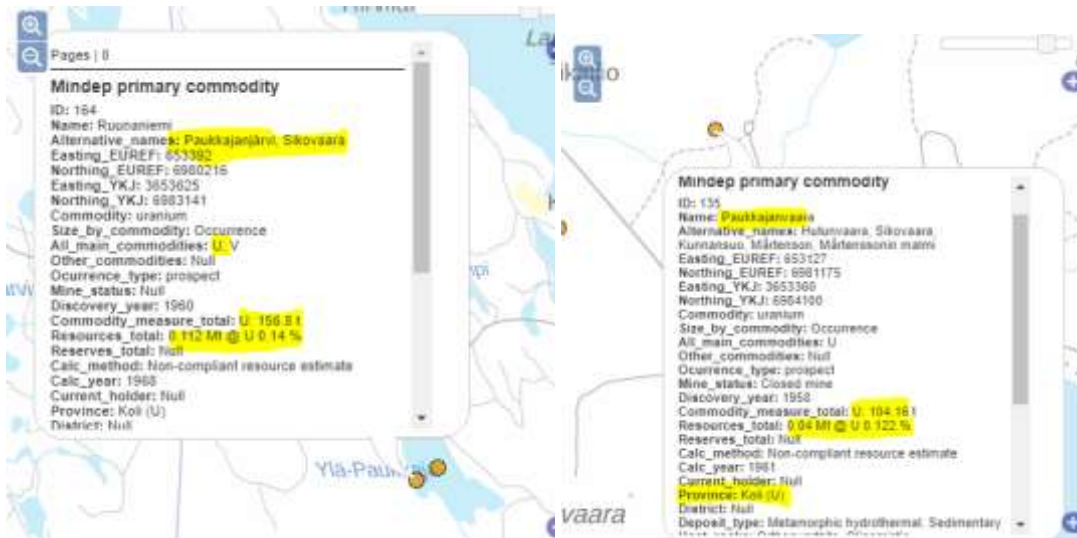 Pages | 8
Mindep primary commodity
ID: 164
Name: Ruunaniemi
Alternative_names: Paukkajanjärvi, Sikovaara
Easting_EUREF: 653392
Northing_EUREF: 6980216
Easting_YKJ: 3653625
Northing_YKJ: 6983141
Commodity: uranium
Size_by_commodity: Occurrence
All_main_commodities: U, V
Other_commodities: Null
Ocurrence_type: prospect
Mine_status: Null
Discovery_year: 1960
Commodity_measure_total: U: 156.8 t
Resources_total: 0.112 Mt @ U 0.14 %
Reserves_total: Null
Calc_method: Non-compliant resource estimate
Calc_year: 1968
Current_holder: Null
Province: Koli (U)
District: Null
Mindep primary commodity
ID: 135
Name: Paukkajanvaara
Alternative_names: Hutunvaara, Sikovaara
Kunnansuo, Mårtenson, Mårtenssonin malmi
Easting_EUREF: 653127
Northing_EUREF: 6981175
Easting_YKJ: 3653360
Northing_YKJ: 6984100
Commodity: uranium
Size_by_commodity: Occurrence
All_main_commodities: U
Other_commodities: Null
Ocurrence_type: prospect
Mine_status: Closed mine
Discovery_year: 1958
Commodity_measure_total: U: 104.16 t
Resources_total: 0.04 Mt @ U 0.122 %
Reserves_total: Null
Calc_method: Non-compliant resource estimate
Calc_year: 1961
Current_holder: Null
Province: Koli (U)
District: Null
Deposit_type: Metamorphic hydrothermal, Sedimentary
vaara